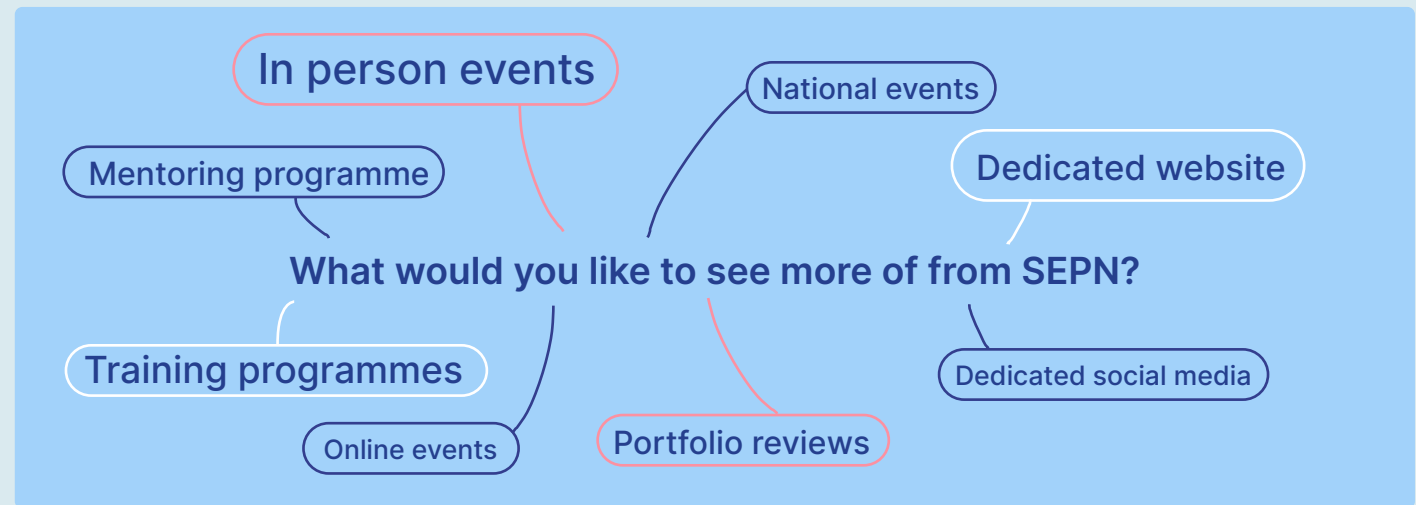 In person events
National events
Mentoring programme
Dedicated website
What would you like to see more of from SEPN?
Training programmes
Dedicated social media
Online events
Portfolio reviews